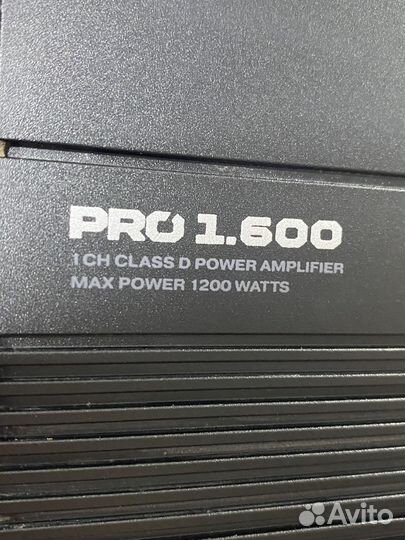 PRO 1.600
1 CH CLASS D POWER AMPLIFIER
MAX POWER 1200 WATTS
Avito